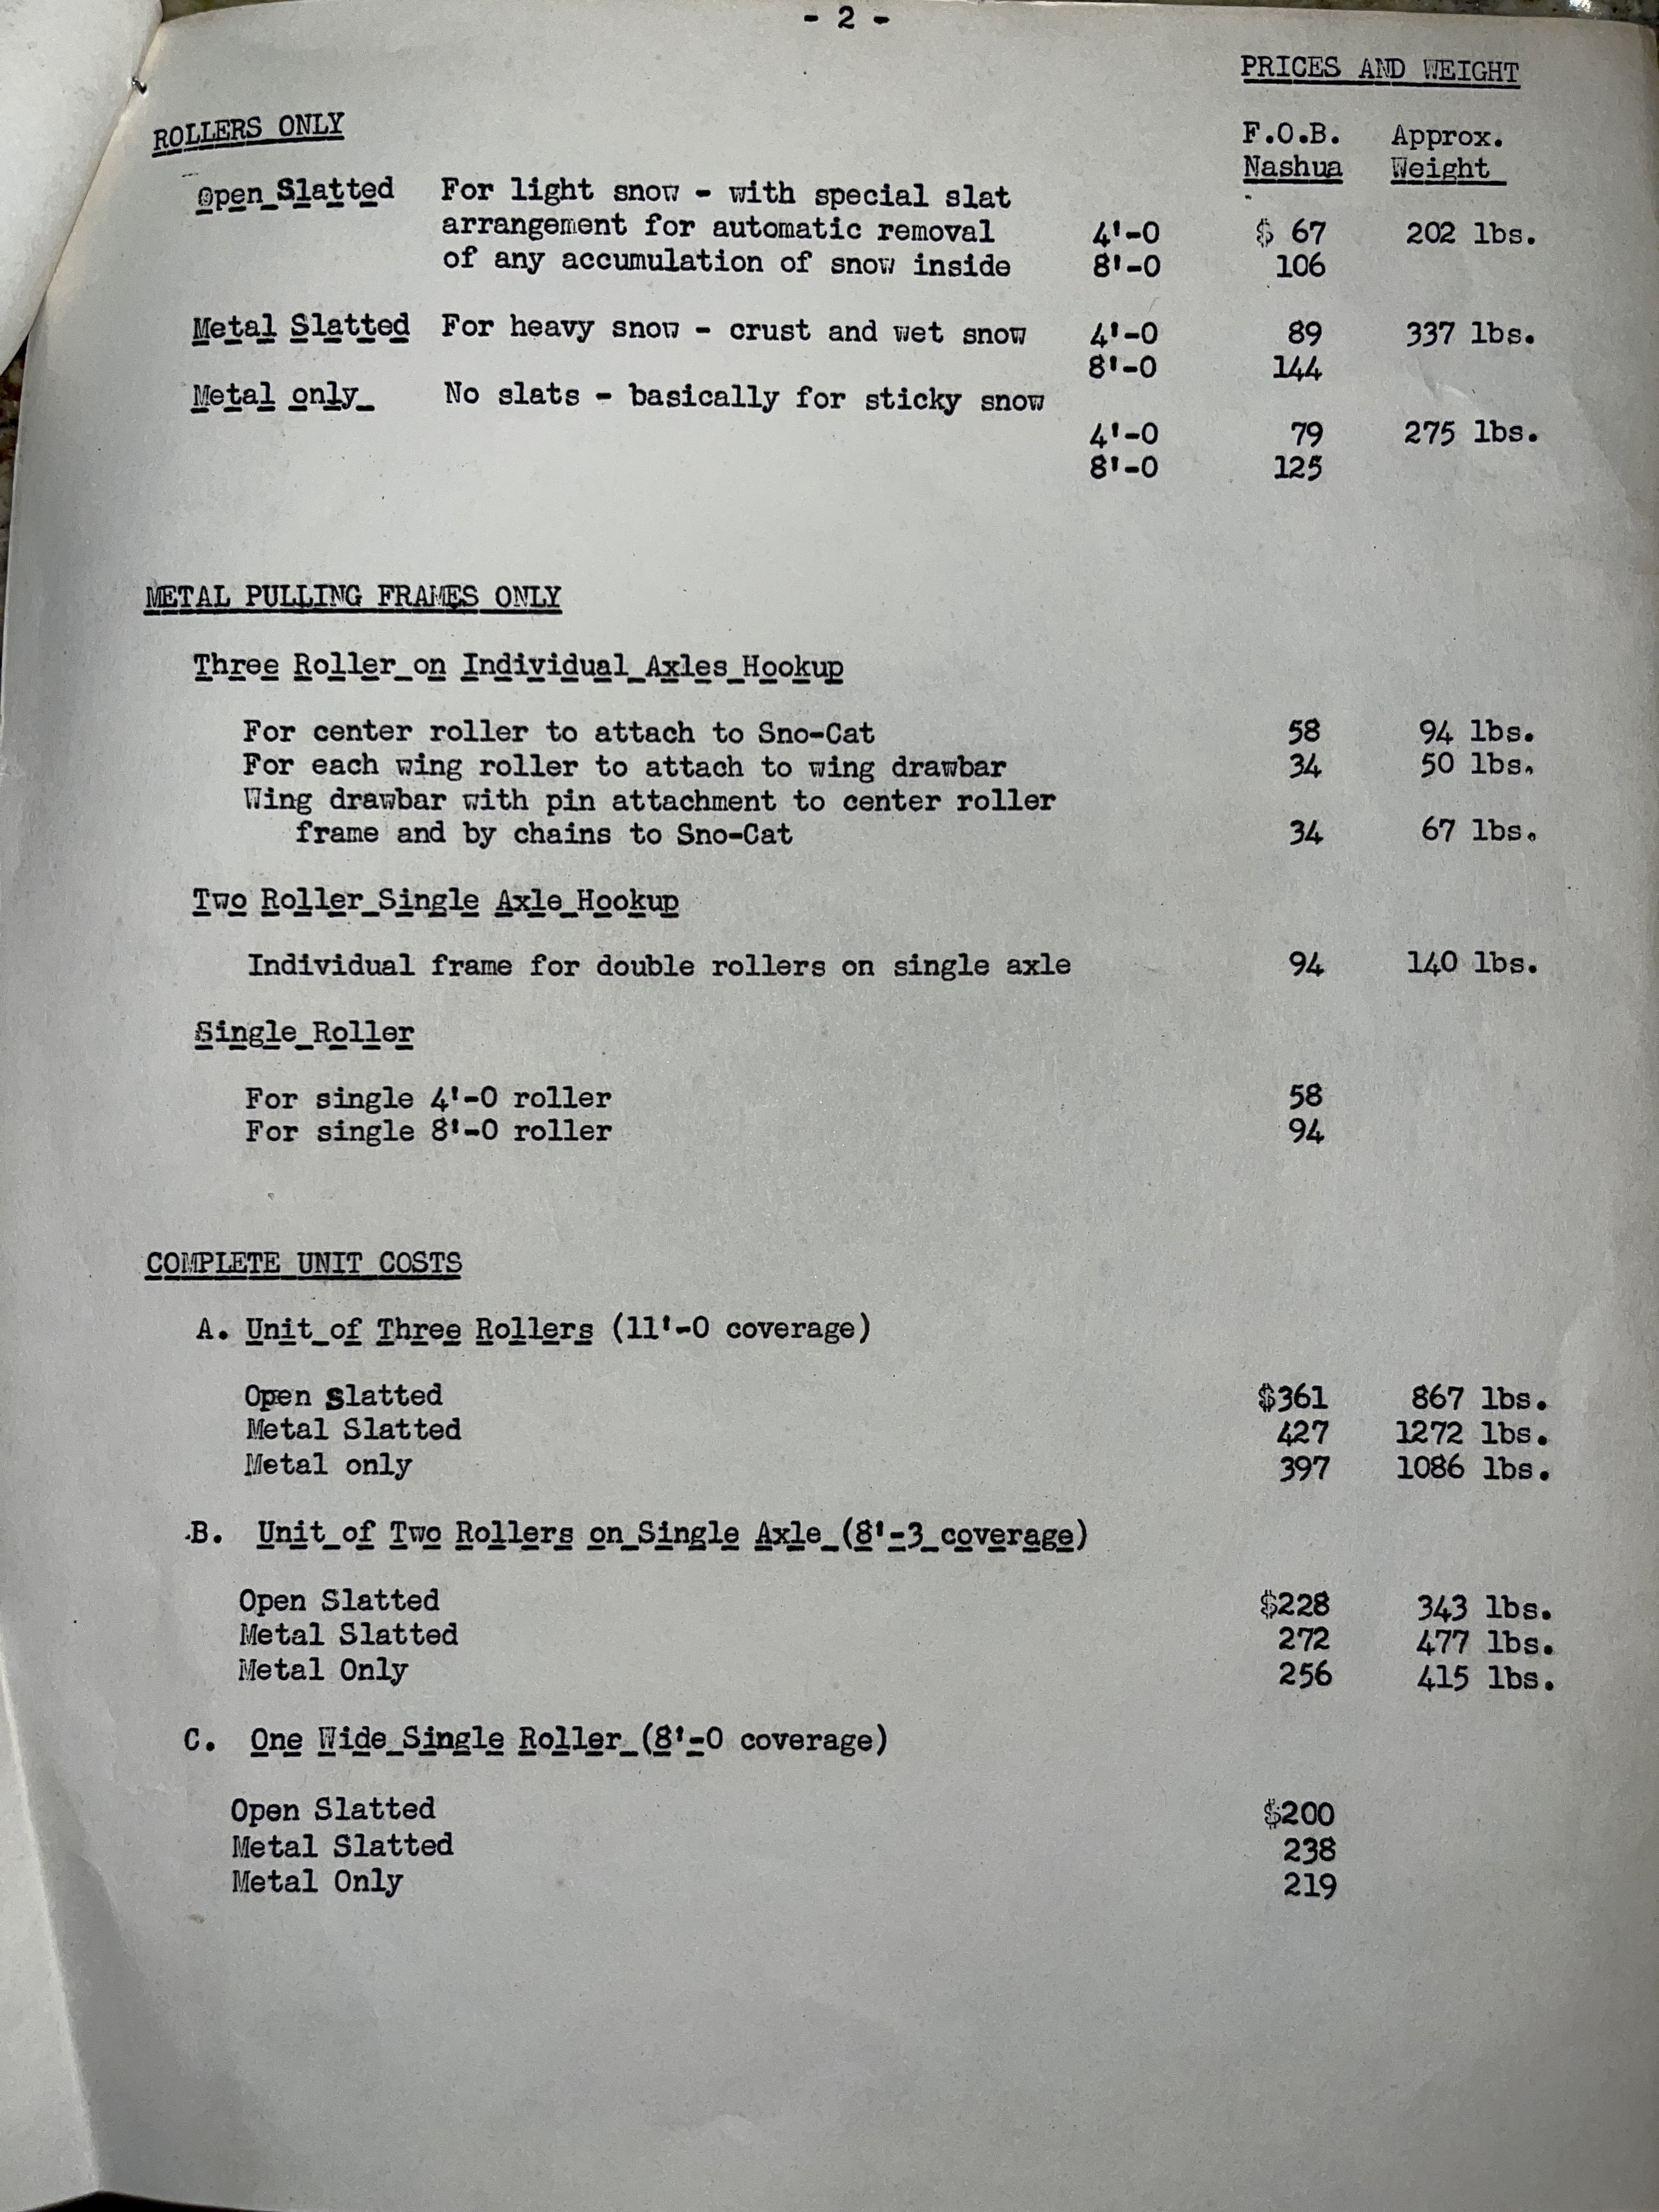 - 2 -
PRICES AND WEIGHT
ROLLERS ONLY
F.O.B. Approx.
Nashua Weight
Open Slatted For light snow - with special slat
arrangement for automatic removal 4'-0 $ 67 202 lbs.
of any accumulation of snow inside 8'-0 106
Metal Slatted For heavy snow - crust and wet snow 4'-0 89 337 lbs.
8'-0 144
Metal only No slats - basically for sticky snow
4'-0 79 275 lbs.
8'-0 125
METAL PULLING FRAMES ONLY
Three Roller on Individual Axles Hookup
For center roller to attach to Sno-Cat 58 94 lbs.
For each wing roller to attach to wing drawbar 34 50 lbs.
Wing drawbar with pin attachment to center roller
frame and by chains to Sno-Cat 34 67 lbs.
Two Roller Single Axle Hookup
Individual frame for double rollers on single axle 94 140 lbs.
Single Roller
For single 4'-0 roller 58
For single 8'-0 roller 94
COMPLETE UNIT COSTS
A. Unit of Three Rollers (11'-0 coverage)
Open Slatted $361 867 lbs.
Metal Slatted 427 1272 lbs.
Metal only 397 1086 lbs.
B. Unit of Two Rollers on Single Axle (8'-3 coverage)
Open Slatted $228 343 lbs.
Metal Slatted 272 477 lbs.
Metal Only 256 415 lbs.
C. One Wide Single Roller (8'-0 coverage)
Open Slatted $200
Metal Slatted 238
Metal Only 219